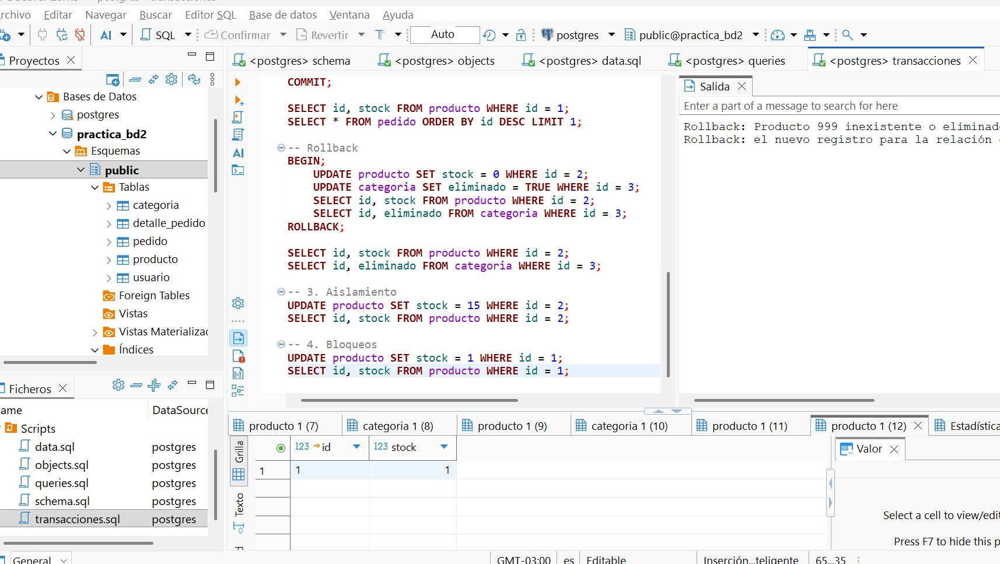 Editar Navegar Buscar Editor SQL Base de datos Ventana Ayuda
AI SQL Confirmar Revertir T Auto postgres public@practica_bd2
Proyectos
Bases de Datos
postgres
practica_bd2
Esquemas
public
Tablas
categoria
detalle_pedido
pedido
producto
usuario
Foreign Tables
Vistas
Vistas Materializac
Índices
Ficheros
ame DataSource
Scripts
data.sql postgres
objects.sql postgres
queries.sql postgres
schema.sql postgres
transacciones.sql postgres
General
<postgres> schema <postgres> objects <postgres> data.sql <postgres> queries <postgres> transacciones
AI
COMMIT;
SELECT id, stock FROM producto WHERE id = 1;
SELECT * FROM pedido ORDER BY id DESC LIMIT 1;
-- Rollback
BEGIN;
UPDATE producto SET stock = 0 WHERE id = 2;
UPDATE categoria SET eliminado = TRUE WHERE id = 3;
SELECT id, stock FROM producto WHERE id = 2;
SELECT id, eliminado FROM categoria WHERE id = 3;
ROLLBACK;
SELECT id, stock FROM producto WHERE id = 2;
SELECT id, eliminado FROM categoria WHERE id = 3;
-- 3. Aislamiento
UPDATE producto SET stock = 15 WHERE id = 2;
SELECT id, stock FROM producto WHERE id = 2;
-- 4. Bloqueos
UPDATE producto SET stock = 1 WHERE id = 1;
SELECT id, stock FROM producto WHERE id = 1;
Salida
Enter a part of a message to search for here
Rollback: Producto 999 inexistente o eliminad
Rollback: el nuevo registro para la relación
producto 1 (7) categoria 1 (8) producto 1 (9) categoria 1 (10) producto 1 (11) producto 1 (12) Estadística
Grilla
Texto
123 id 123 stock
1 1 1
Valor
Select a cell to view/edi
Press F7 to hide this p
GMT-03:00 es Editable Inserción...teligente 65...35